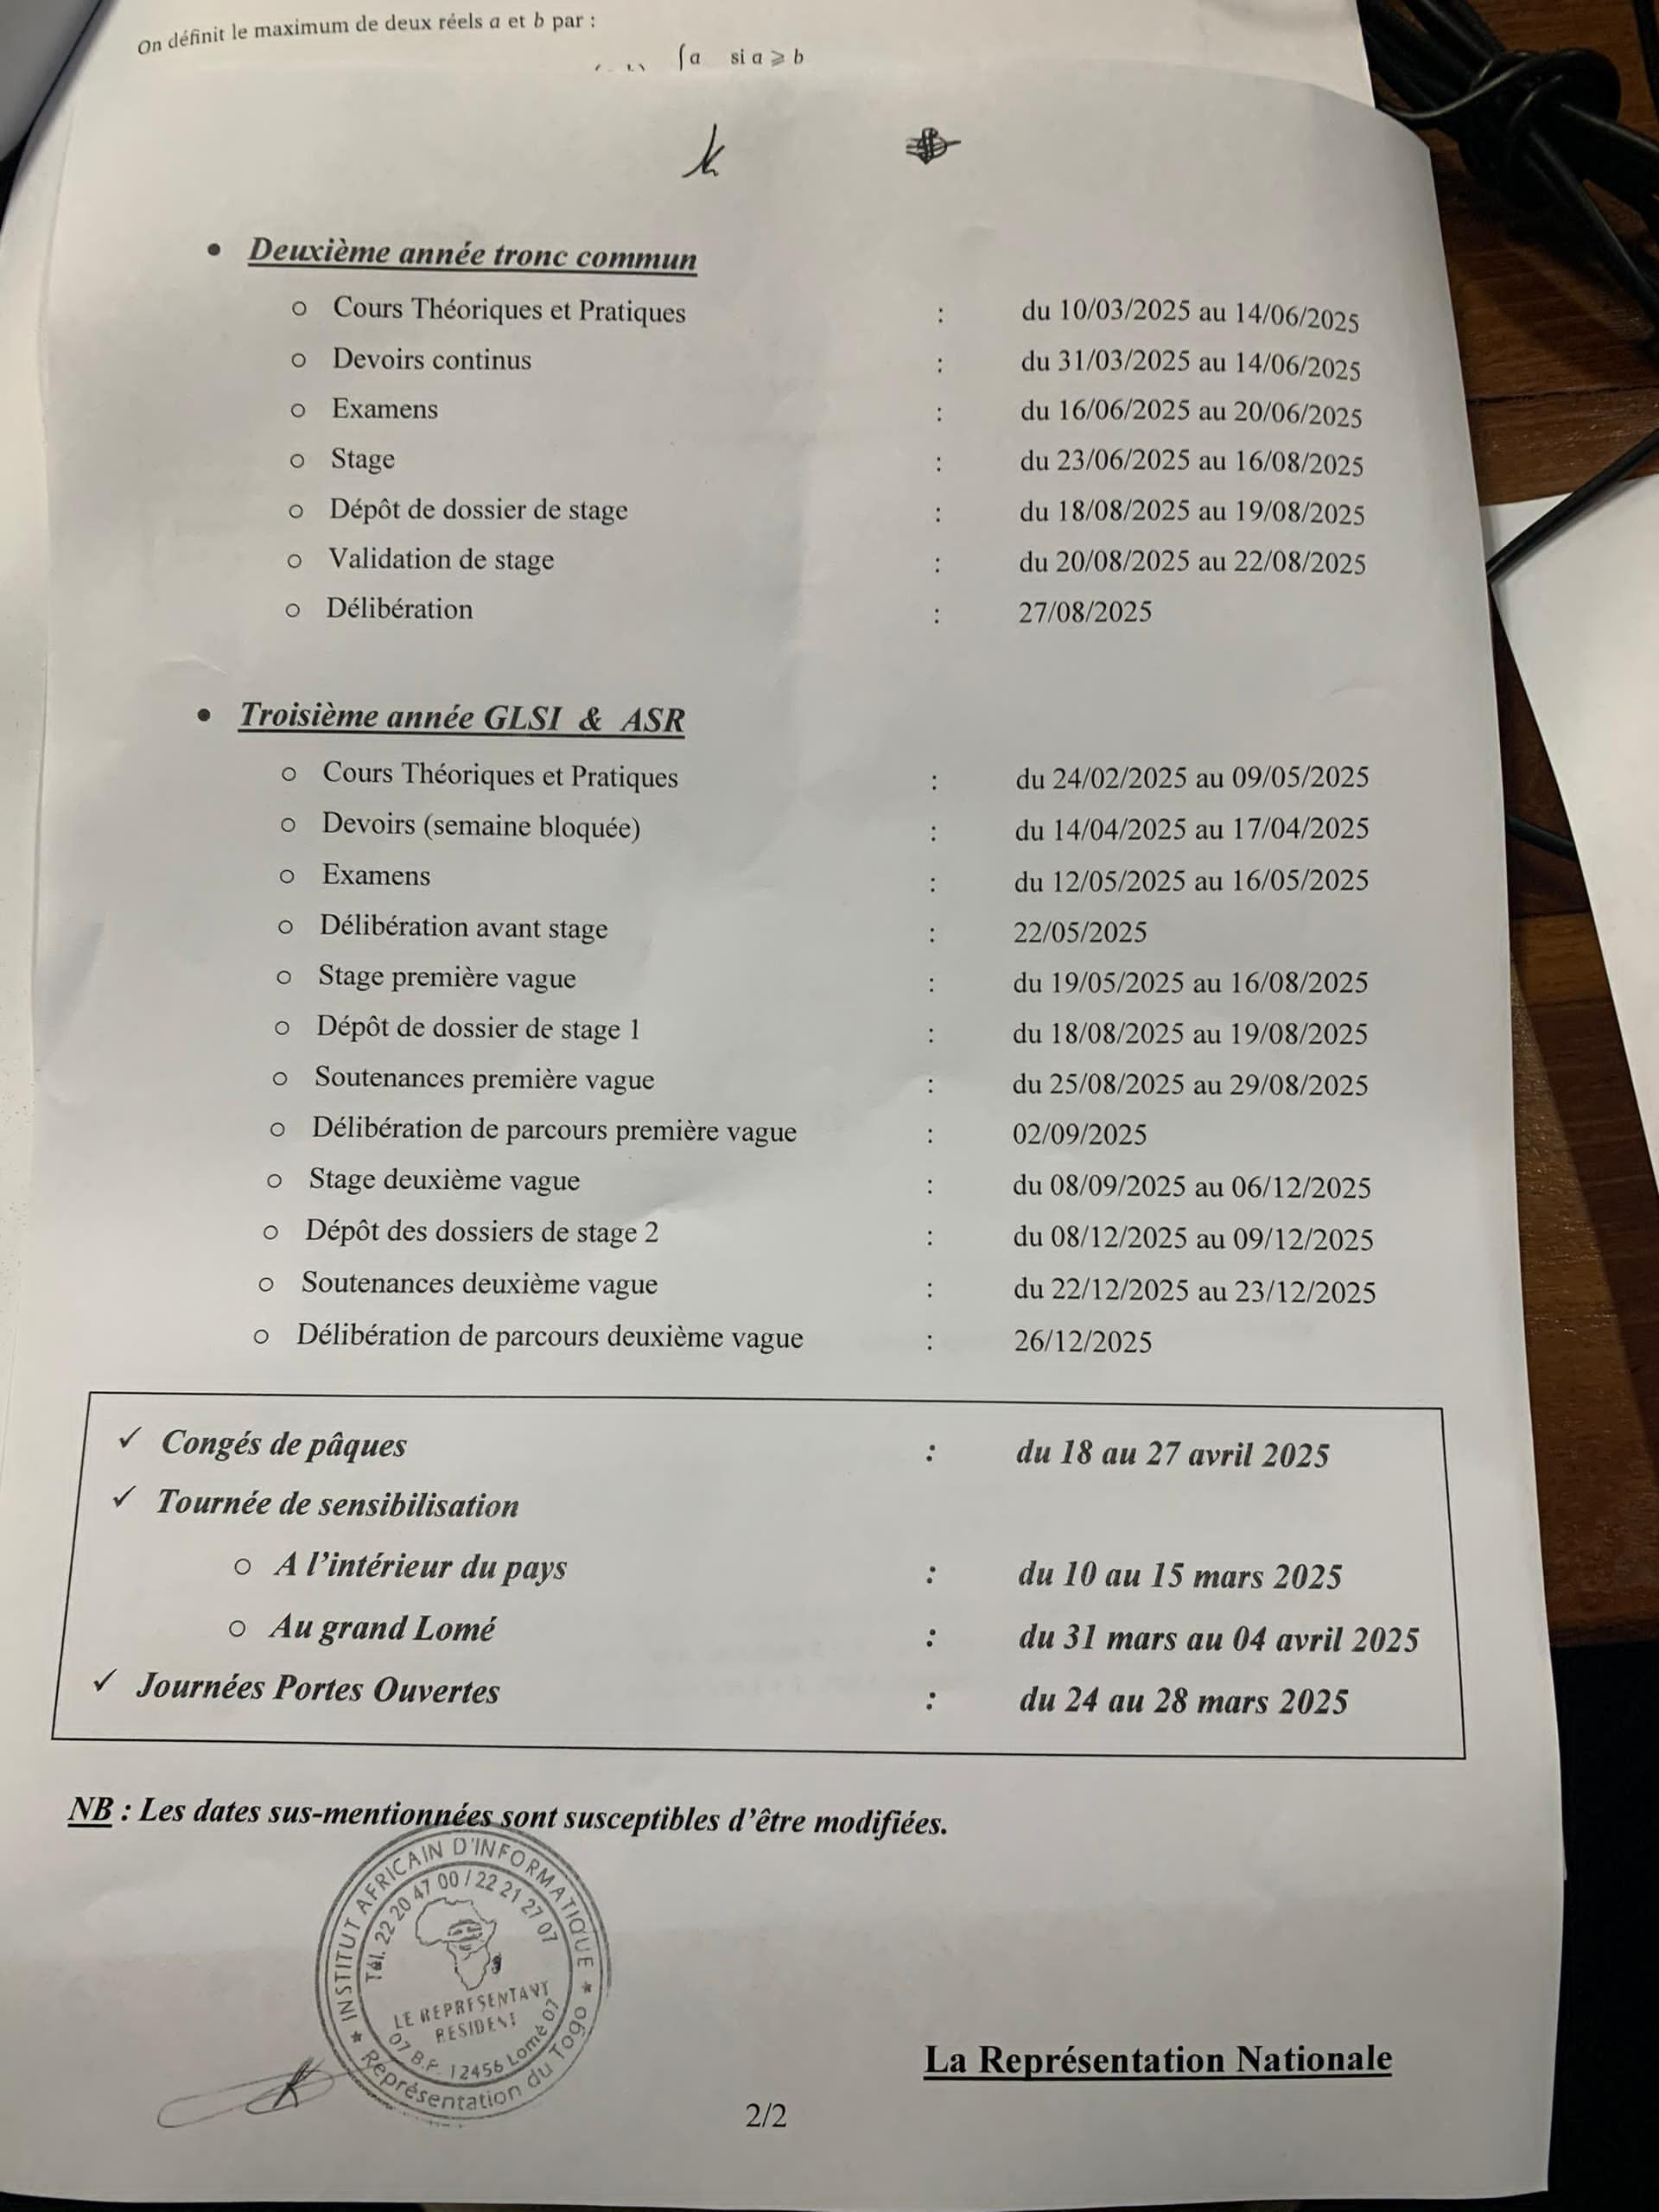 On définit le maximum de deux réels a et b par :
a si a ⩾ b
• Deuxième année tronc commun
○ Cours Théoriques et Pratiques : du 10/03/2025 au 14/06/2025
○ Devoirs continus : du 31/03/2025 au 14/06/2025
○ Examens : du 16/06/2025 au 20/06/2025
○ Stage : du 23/06/2025 au 16/08/2025
○ Dépôt de dossier de stage : du 18/08/2025 au 19/08/2025
○ Validation de stage : du 20/08/2025 au 22/08/2025
○ Délibération : 27/08/2025
• Troisième année GLSI & ASR
○ Cours Théoriques et Pratiques : du 24/02/2025 au 09/05/2025
○ Devoirs (semaine bloquée) : du 14/04/2025 au 17/04/2025
○ Examens : du 12/05/2025 au 16/05/2025
○ Délibération avant stage : 22/05/2025
○ Stage première vague : du 19/05/2025 au 16/08/2025
○ Dépôt de dossier de stage 1 : du 18/08/2025 au 19/08/2025
○ Soutenances première vague : du 25/08/2025 au 29/08/2025
○ Délibération de parcours première vague : 02/09/2025
○ Stage deuxième vague : du 08/09/2025 au 06/12/2025
○ Dépôt des dossiers de stage 2 : du 08/12/2025 au 09/12/2025
○ Soutenances deuxième vague : du 22/12/2025 au 23/12/2025
○ Délibération de parcours deuxième vague : 26/12/2025
✓ Congés de pâques : du 18 au 27 avril 2025
✓ Tournée de sensibilisation
○ A l'intérieur du pays : du 10 au 15 mars 2025
○ Au grand Lomé : du 31 mars au 04 avril 2025
✓ Journées Portes Ouvertes : du 24 au 28 mars 2025
NB : Les dates sus-mentionnées sont susceptibles d'être modifiées.
INSTITUT AFRICAIN D'INFORMATIQUE
Tél. 22 20 47 00 / 22 21 27 07
LE REPRESENTANT
RESIDENT
07 B.P. 12456 Lomé 07
★ Représentation du Togo ★
La Représentation Nationale
2/2